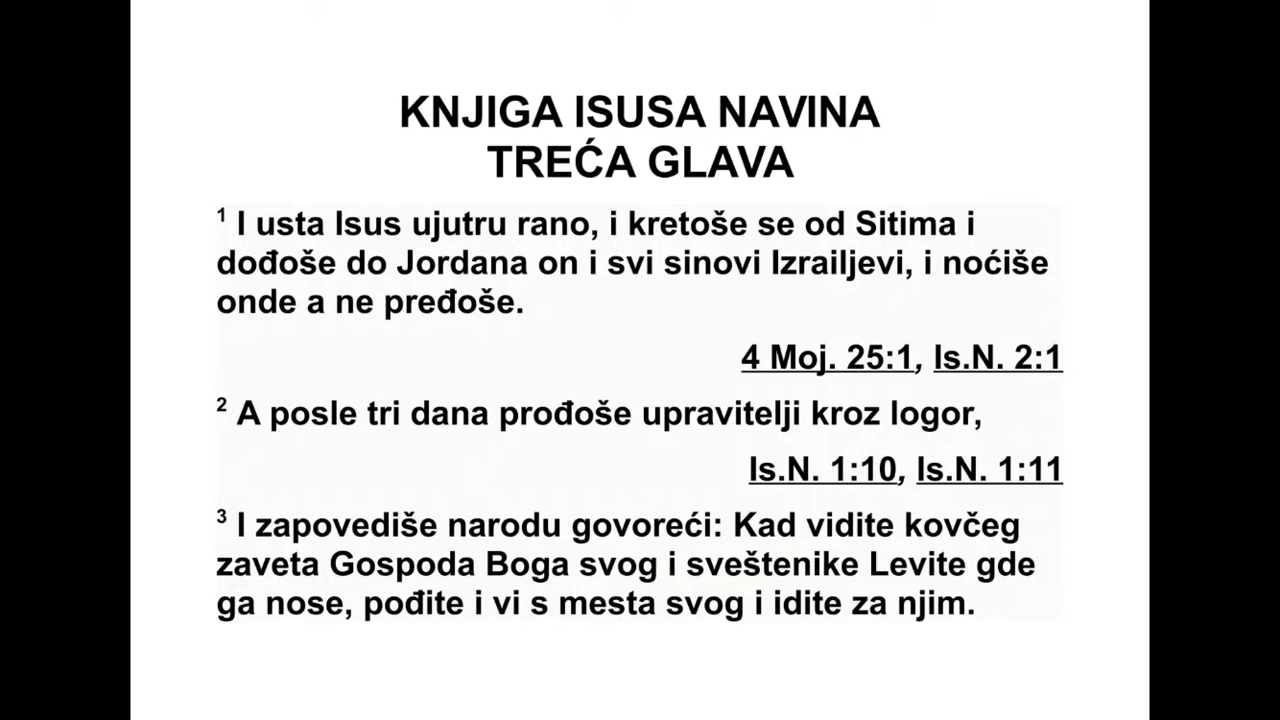 KNJIGA ISUSA NAVINA
TREĆA GLAVA
1 I usta Isus ujutru rano, i kretoše se od Sitima i
dođoše do Jordana on i svi sinovi Izrailjevi, i noćiše
onde a ne pređoše.
4 Moj. 25:1, Is.N. 2:1
2 A posle tri dana prođoše upravitelji kroz logor,
Is.N. 1:10, Is.N. 1:11
3 I zapovediše narodu govoreći: Kad vidite kovčeg
zaveta Gospoda Boga svog i sveštenike Levite gde
ga nose, pođite i vi s mesta svog i idite za njim.